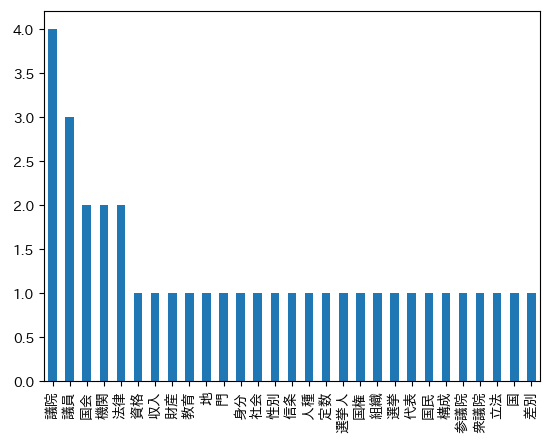 4.0
3.5
3.0
2.5
2.0
1.5
1.0
0.5
0.0
議院
議員
国会
機関
法律
資格
収入
財産
教育
地
門
身分
社会
性別
信条
人種
定数
選挙人
国権
組織
選挙
代表
国民
構成
参議院
衆議院
立法
国
差別